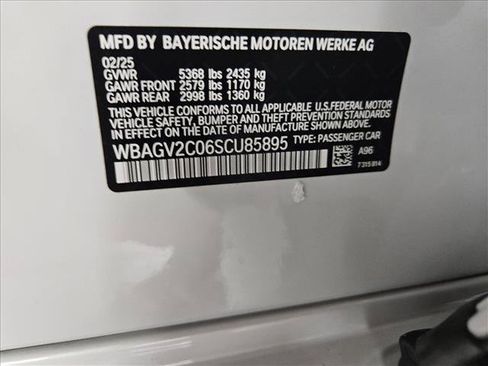 MFD BY BAYERISCHE MOTOREN WERKE AG
02/25
GVWR 5368 lbs 2435 kg
GAWR FRONT 2579 lbs 1170 kg
GAWR REAR 2998 lbs 1360 kg
THIS VEHICLE CONFORMS TO ALL APPLICABLE U.S.FEDERAL MOTOR
VEHICLE SAFETY, BUMPER AND THEFT PREVENTION STANDARDS
IN EFFECT ON THE DATE OF MANUFACTURE SHOWN ABOVE.
WBAGV2C06SCU85895 TYPE: PASSENGER CAR
A96
7315814